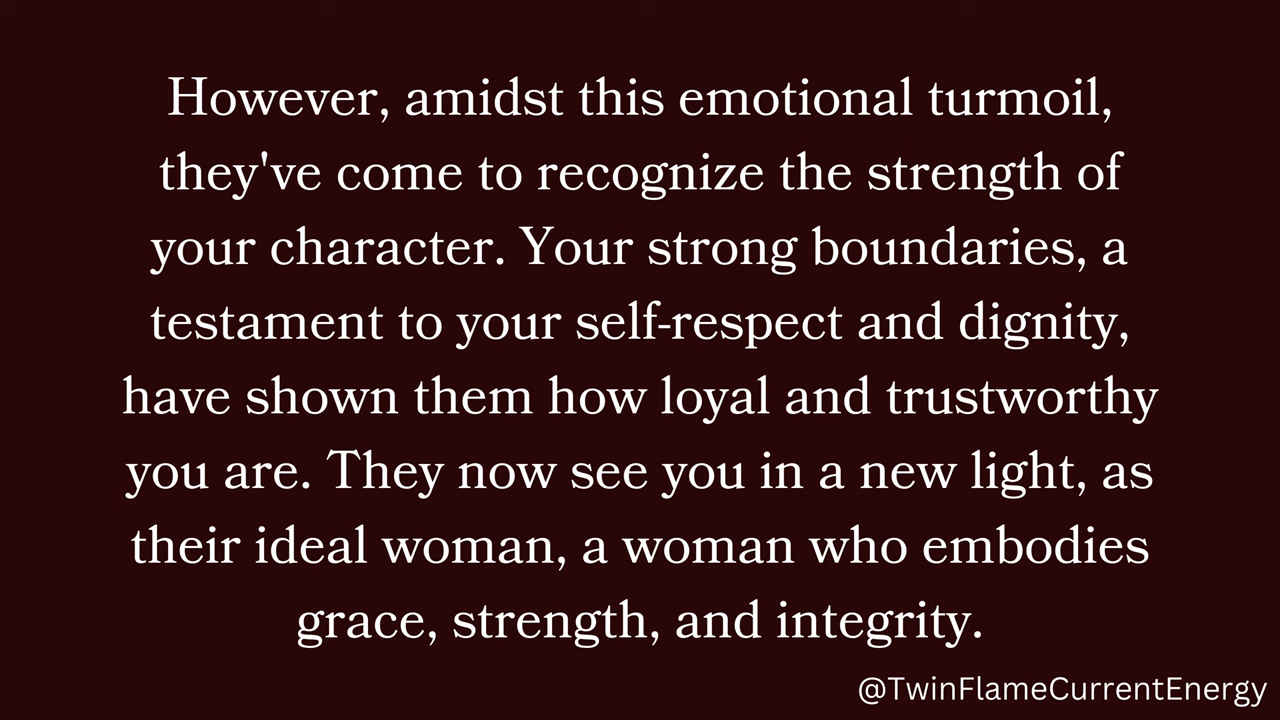 However, amidst this emotional turmoil,
they've come to recognize the strength of
your character. Your strong boundaries, a
testament to your self-respect and dignity,
have shown them how loyal and trustworthy
you are. They now see you in a new light, as
their ideal woman, a woman who embodies
grace, strength, and integrity.
@TwinFlameCurrentEnergy